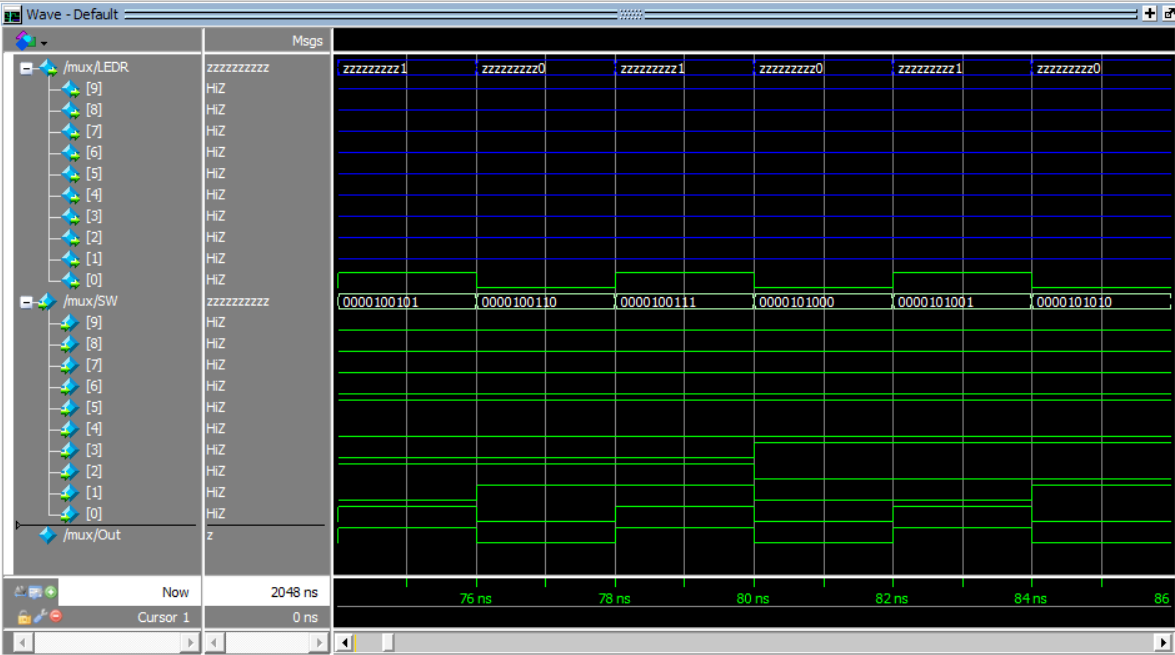 Wave - Default
Msgs
/mux/LEDR zzzzzzzzzz zzzzzzzzz1 zzzzzzzzz0 zzzzzzzzz1 zzzzzzzzz0 zzzzzzzzz1 zzzzzzzzz0
[9] HiZ
[8] HiZ
[7] HiZ
[6] HiZ
[5] HiZ
[4] HiZ
[3] HiZ
[2] HiZ
[1] HiZ
[0] HiZ
/mux/SW zzzzzzzzzz 0000100101 0000100110 0000100111 0000101000 0000101001 0000101010
[9] HiZ
[8] HiZ
[7] HiZ
[6] HiZ
[5] HiZ
[4] HiZ
[3] HiZ
[2] HiZ
[1] HiZ
[0] HiZ
/mux/Out z
Now 2048 ns 76 ns 78 ns 80 ns 82 ns 84 ns 86
Cursor 1 0 ns